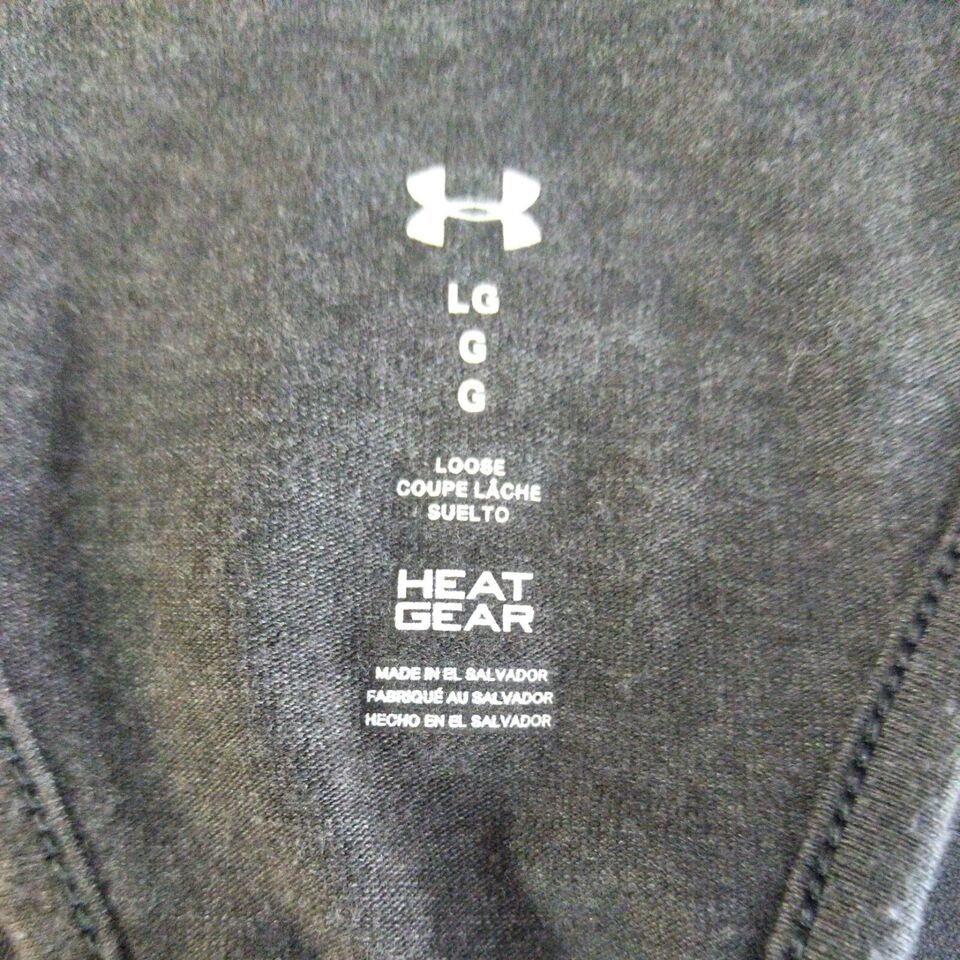 LG
G
G
LOOSE
COUPE LÂCHE
SUELTO
HEAT
GEAR
MADE IN EL SALVADOR
FABRIQUÉ AU SALVADOR
HECHO EN EL SALVADOR